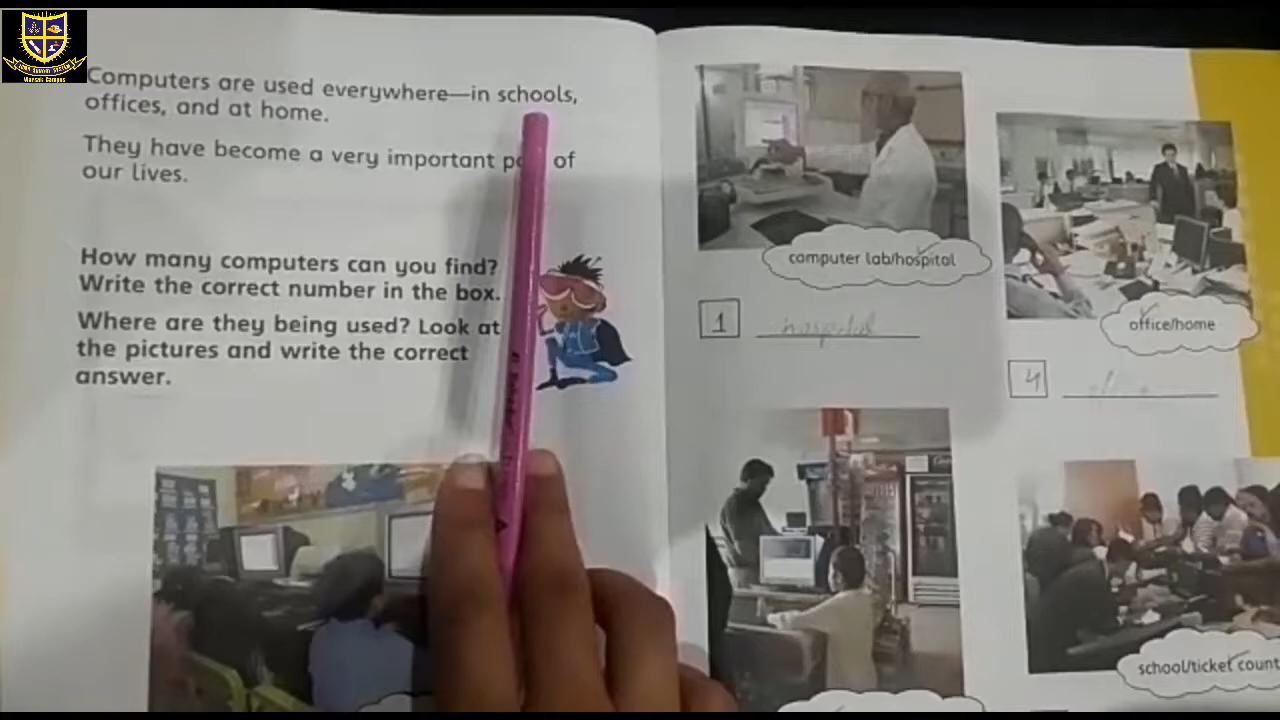 Computers are used everywhere—in schools,
offices, and at home.
They have become a very important of
our lives.
How many computers can you find?
Write the correct number in the box.
Where are they being used? Look at
the pictures and write the correct
answer.
computer lab/hospital
1 hospital
office/home
4
school/ticket count